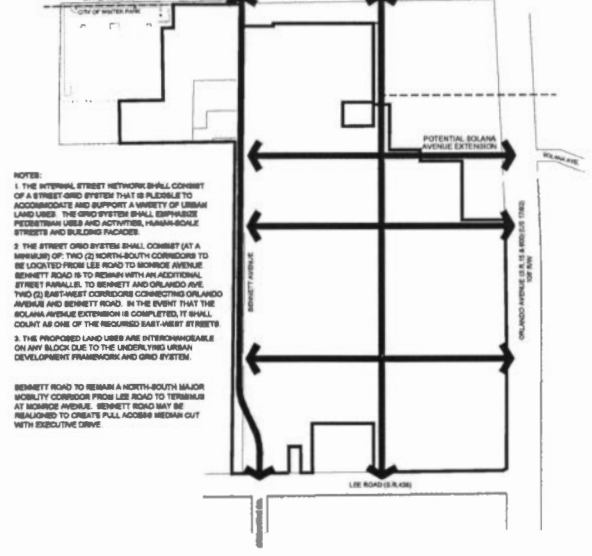 CITY OF WINTER PARK
POTENTIAL SOLANA
AVENUE EXTENSION
SOLANA AVE.
NOTES:
1 THE INTERNAL STREET NETWORK SHALL CONSIST
OF A STREET-GRID SYSTEM THAT IS FLEXIBLE TO
ACCOMMODATE AND SUPPORT A VARIETY OF URBAN
LAND USES. THE GRID SYSTEM SHALL EMPHASIZE
PEDESTRIAN USES AND ACTIVITIES, HUMAN-SCALE
STREETS AND BUILDING FACADES.
2 THE STREET GRID SYSTEM SHALL CONSIST (AT A
MINIMUM) OF: TWO (2) NORTH-SOUTH CORRIDORS TO
BE LOCATED FROM LEE ROAD TO MONROE AVENUE.
BENNETT ROAD IS TO REMAIN WITH AN ADDITIONAL
STREET PARALLEL TO BENNETT AND ORLANDO AVE.
TWO (2) EAST-WEST CORRIDORS CONNECTING ORLANDO
AVENUE AND BENNETT ROAD. IN THE EVENT THAT THE
SOLANA AVENUE EXTENSION IS COMPLETED, IT SHALL
COUNT AS ONE OF THE REQUIRED EAST-WEST STREETS
3. THE PROPOSED LAND USES ARE INTERCHANGEABLE
ON ANY BLOCK DUE TO THE UNDERLYING URBAN
DEVELOPMENT FRAMEWORK AND GRID SYSTEM.
BENNETT ROAD TO REMAIN A NORTH-SOUTH MAJOR
MOBILITY CORRIDOR FROM LEE ROAD TO TERMINUS
AT MONROE AVENUE. BENNETT ROAD MAY BE
REALIGNED TO CREATE FULL ACCESS MEDIAN CUT
WITH EXECUTIVE DRIVE
BENNETT AVENUE
ORLANDO AVENUE (S.R. 15 & 600) (US 17/92)
R/W
LEE ROAD (S.R.438)